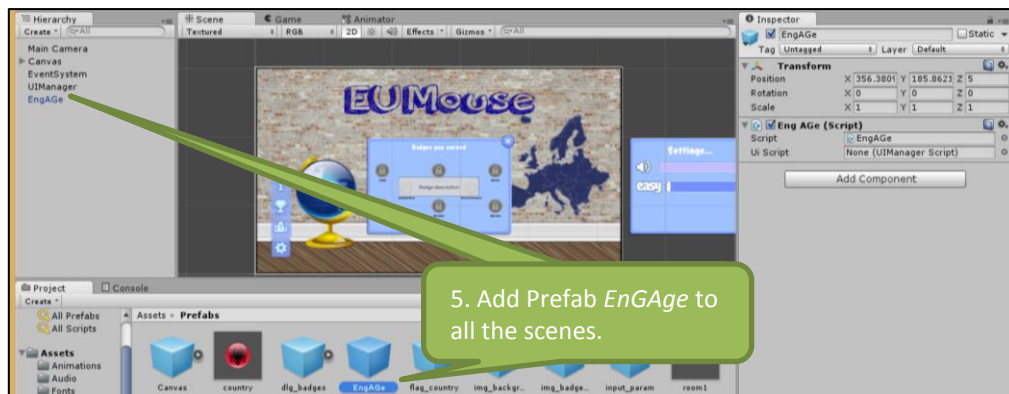 Hierarchy
Create
All
Main Camera
Canvas
EventSystem
UIManager
EngAGe
Scene
Game
Animator
Textured
RGB
2D
Effects
Gizmos
All
EU Mouse
Badges you earned
Badge description
Settings...
easy
Inspector
EngAGe
Static
Tag Untagged
Layer Default
Transform
Position X 356.3809 Y 185.8621 Z 5
Rotation X 0 Y 0 Z 0
Scale X 1 Y 1 Z 1
Eng AGe (Script)
Script EngAGe
Ui Script None (UIManager Script)
Add Component
5. Add Prefab EnGAge to
all the scenes.
Project
Console
Create
All Prefabs
All Scripts
Assets
Animations
Audio
Fonts
Assets Prefabs
Canvas
country
dlg_badges
EngAGe
flag_country
img_backgr...
img_badge...
input_param
room1